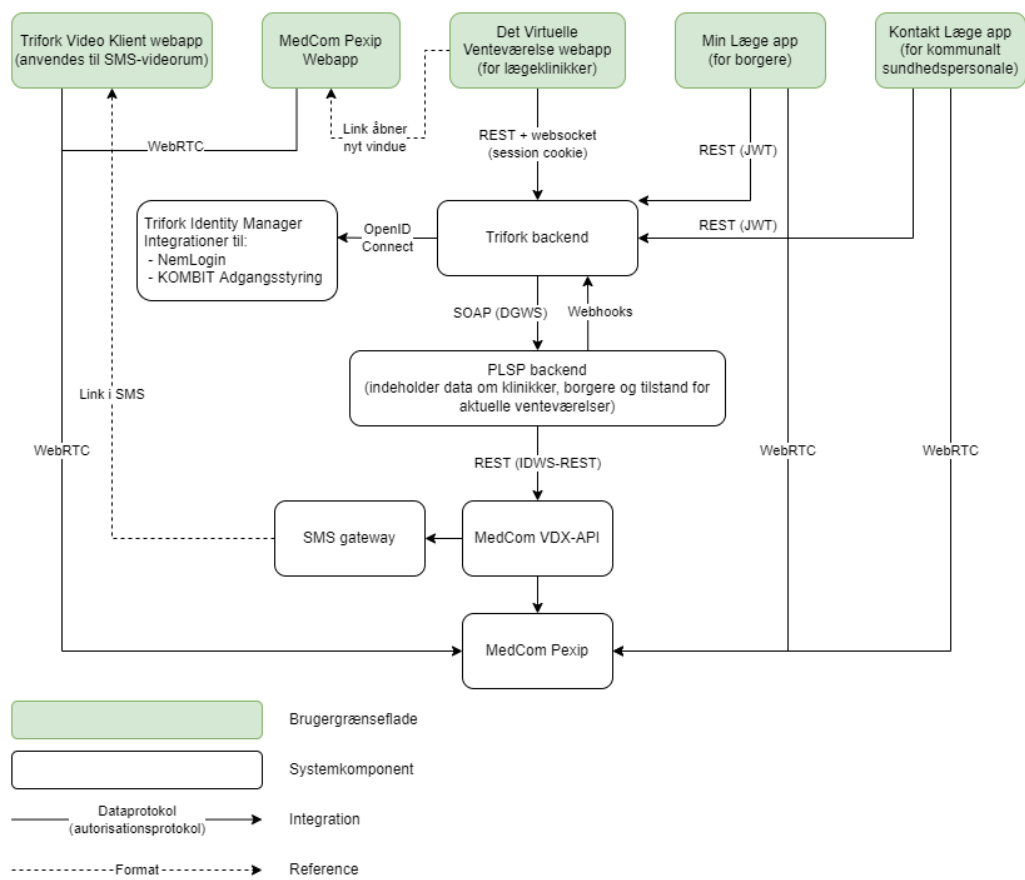 Trifork Video Klient webapp
(anvendes til SMS-videorum)
MedCom Pexip
Webapp
Det Virtuelle
Venteværelse webapp
(for lægeklinikker)
Min Læge app
(for borgere)
Kontakt Læge app
(for kommunalt
sundhedspersonale)
Link åbner
nyt vindue
WebRTC
REST + websocket
(session cookie)
REST (JWT)
REST (JWT)
Trifork Identity Manager
Integrationer til:
- NemLogin
- KOMBIT Adgangsstyring
OpenID
Connect
Trifork backend
SOAP (DGWS)
Webhooks
PLSP backend
(indeholder data om klinikker, borgere og tilstand for
aktuelle venteværelser)
Link i SMS
WebRTC
WebRTC
WebRTC
REST (IDWS-REST)
SMS gateway
MedCom VDX-API
MedCom Pexip
Brugergrænseflade
Systemkomponent
Dataprotokol
(autorisationsprotokol)
Integration
Format
Reference